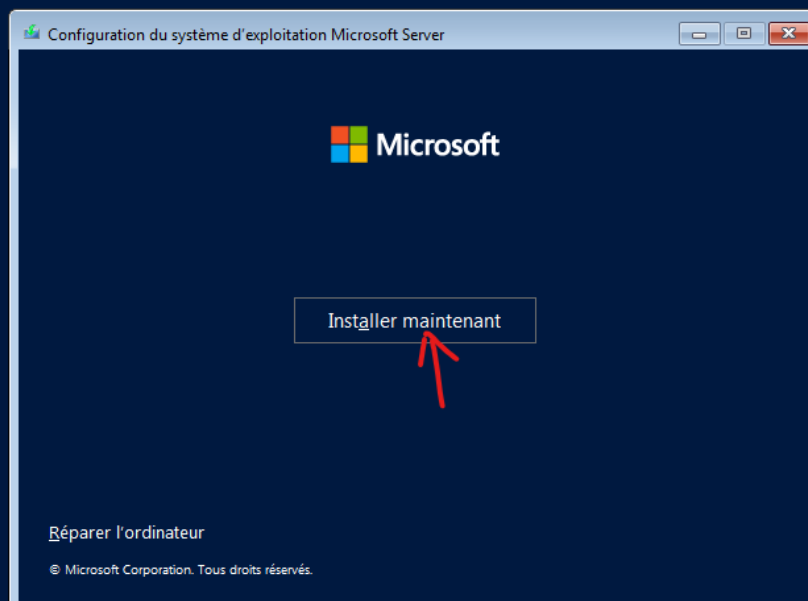 Configuration du système d'exploitation Microsoft Server
Microsoft
Installer maintenant
Réparer l'ordinateur
© Microsoft Corporation. Tous droits réservés.